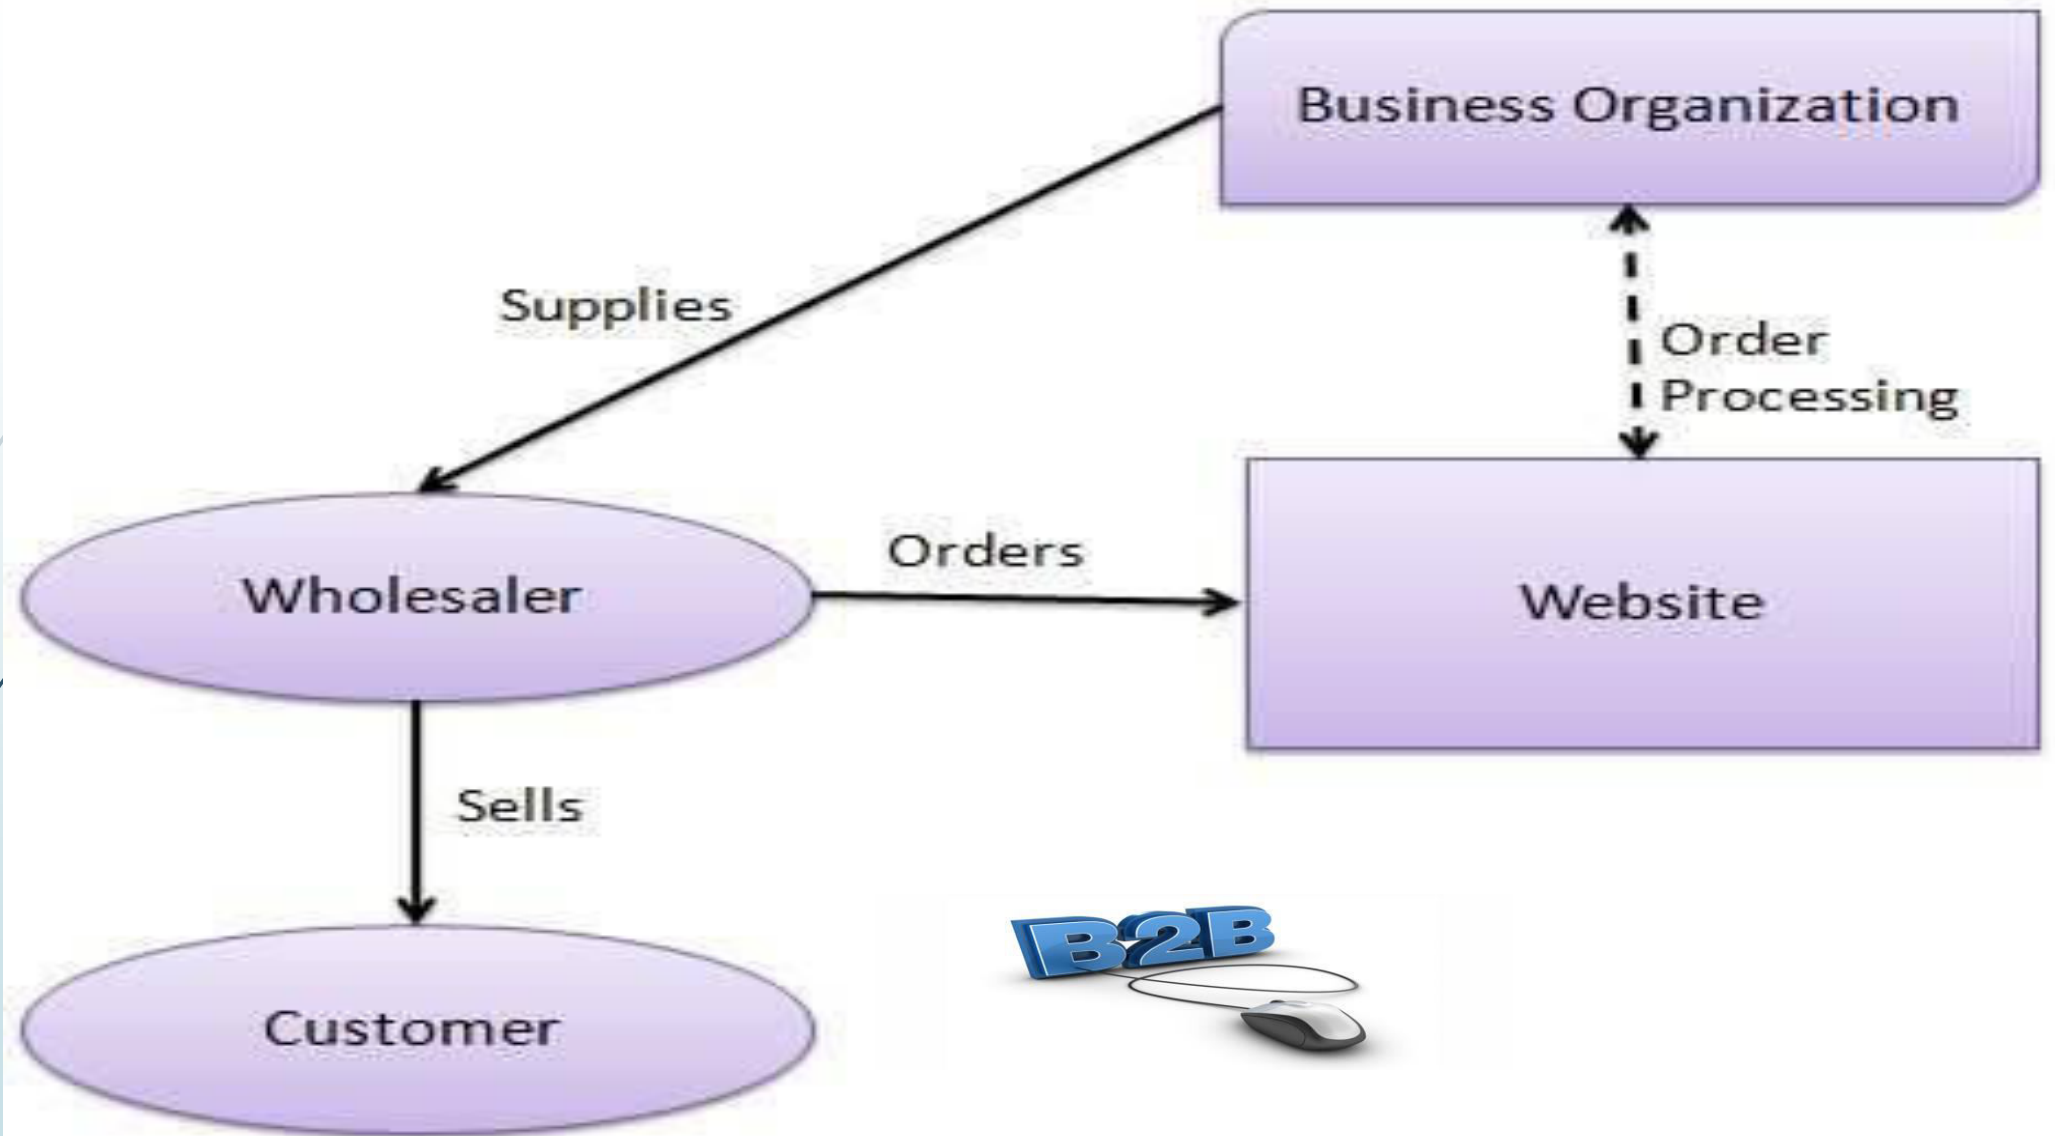 Business Organization
Supplies
Order
Processing
Orders
Wholesaler
Website
Sells
B2B
Customer